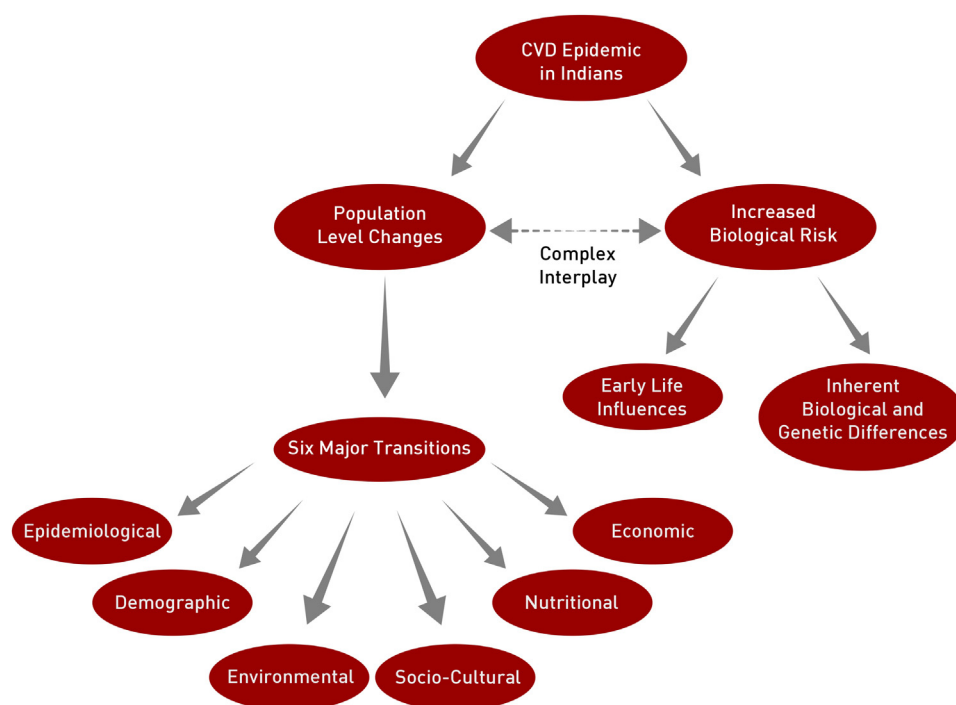 CVD Epidemic
in Indians
Population
Level Changes
Increased
Biological Risk
Complex
Interplay
Early Life
Influences
Inherent
Biological and
Genetic Differences
Six Major Transitions
Epidemiological
Economic
Demographic
Nutritional
Environmental
Socio-Cultural